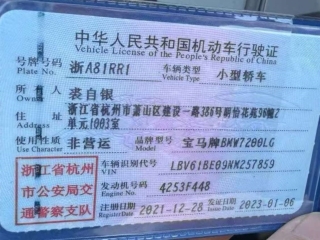 中华人民共和国机动车行驶证
Vehicle License of the People's Republic of China
号牌号码 浙A81RR1 车辆类型 小型轿车
Plate No. Vehicle Type
所有人 裘自银
Owner
住址 浙江省杭州市萧山区建设一路386号明怡花苑96幢2
Address 单元1003室
使用性质 非营运 品牌型号 宝马牌BMW7200LG
Use Character Model
浙江省杭州
市公安局交
通警察支队
车辆识别代号 LBV61BE09NM257859
VIN
发动机号码 4253F448
Engine No.
注册日期 2021-12-28 发证日期 2023-01-06
Register Date Issue Date